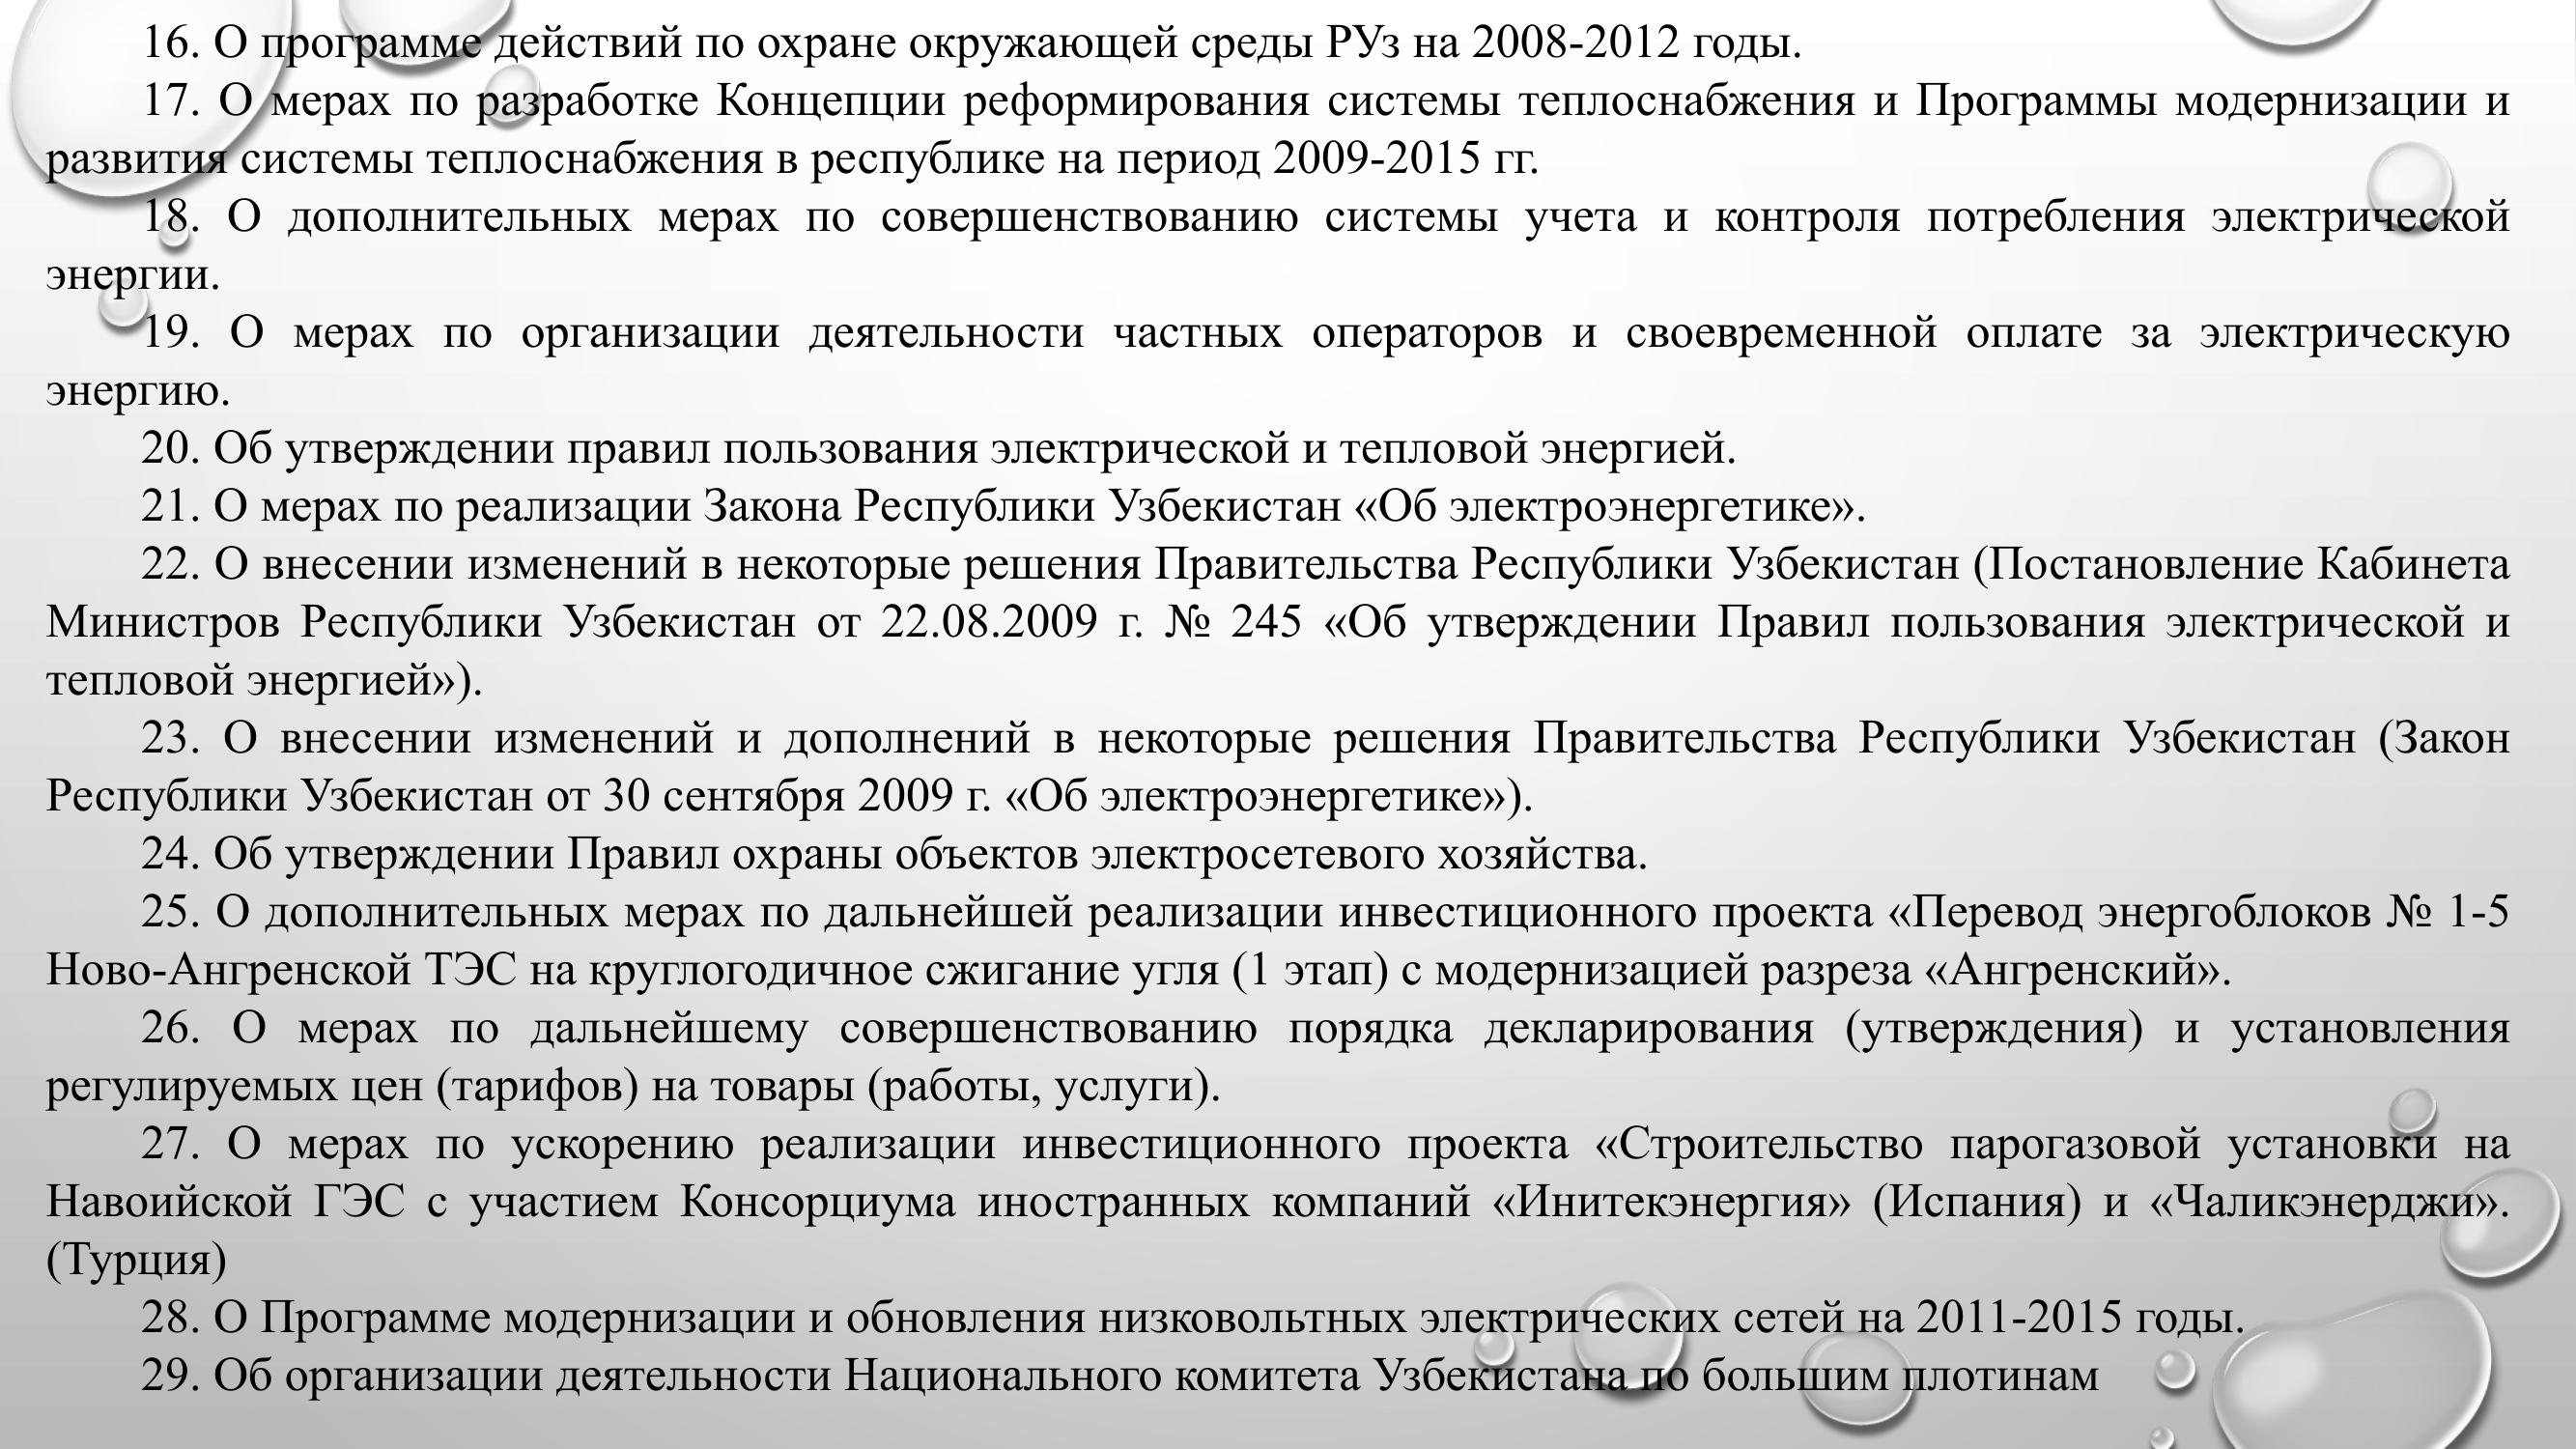 16. О программе действий по охране окружающей среды РУз на 2008-2012 годы.
17. О мерах по разработке Концепции реформирования системы теплоснабжения и Программы модернизации и
развития системы теплоснабжения в республике на период 2009-2015 гг.
18. О дополнительных мерах по совершенствованию системы учета и контроля потребления электрической
энергии.
19. О мерах по организации деятельности частных операторов и своевременной оплате за электрическую
энергию.
20. Об утверждении правил пользования электрической и тепловой энергией.
21. О мерах по реализации Закона Республики Узбекистан «Об электроэнергетике».
22. О внесении изменений в некоторые решения Правительства Республики Узбекистан (Постановление Кабинета
Министров Республики Узбекистан от 22.08.2009 г. № 245 «Об утверждении Правил пользования электрической и
тепловой энергией»).
23. О внесении изменений и дополнений в некоторые решения Правительства Республики Узбекистан (Закон
Республики Узбекистан от 30 сентября 2009 г. «Об электроэнергетике»).
24. Об утверждении Правил охраны объектов электросетевого хозяйства.
25. О дополнительных мерах по дальнейшей реализации инвестиционного проекта «Перевод энергоблоков № 1-5
Ново-Ангренской ТЭС на круглогодичное сжигание угля (1 этап) с модернизацией разреза «Ангренский».
26. О мерах по дальнейшему совершенствованию порядка декларирования (утверждения) и установления
регулируемых цен (тарифов) на товары (работы, услуги).
27. О мерах по ускорению реализации инвестиционного проекта «Строительство парогазовой установки на
Навоийской ГЭС с участием Консорциума иностранных компаний «Инитекэнергия» (Испания) и «Чаликэнерджи».
(Турция)
28. О Программе модернизации и обновления низковольтных электрических сетей на 2011-2015 годы.
29. Об организации деятельности Национального комитета Узбекистана по большим плотинам